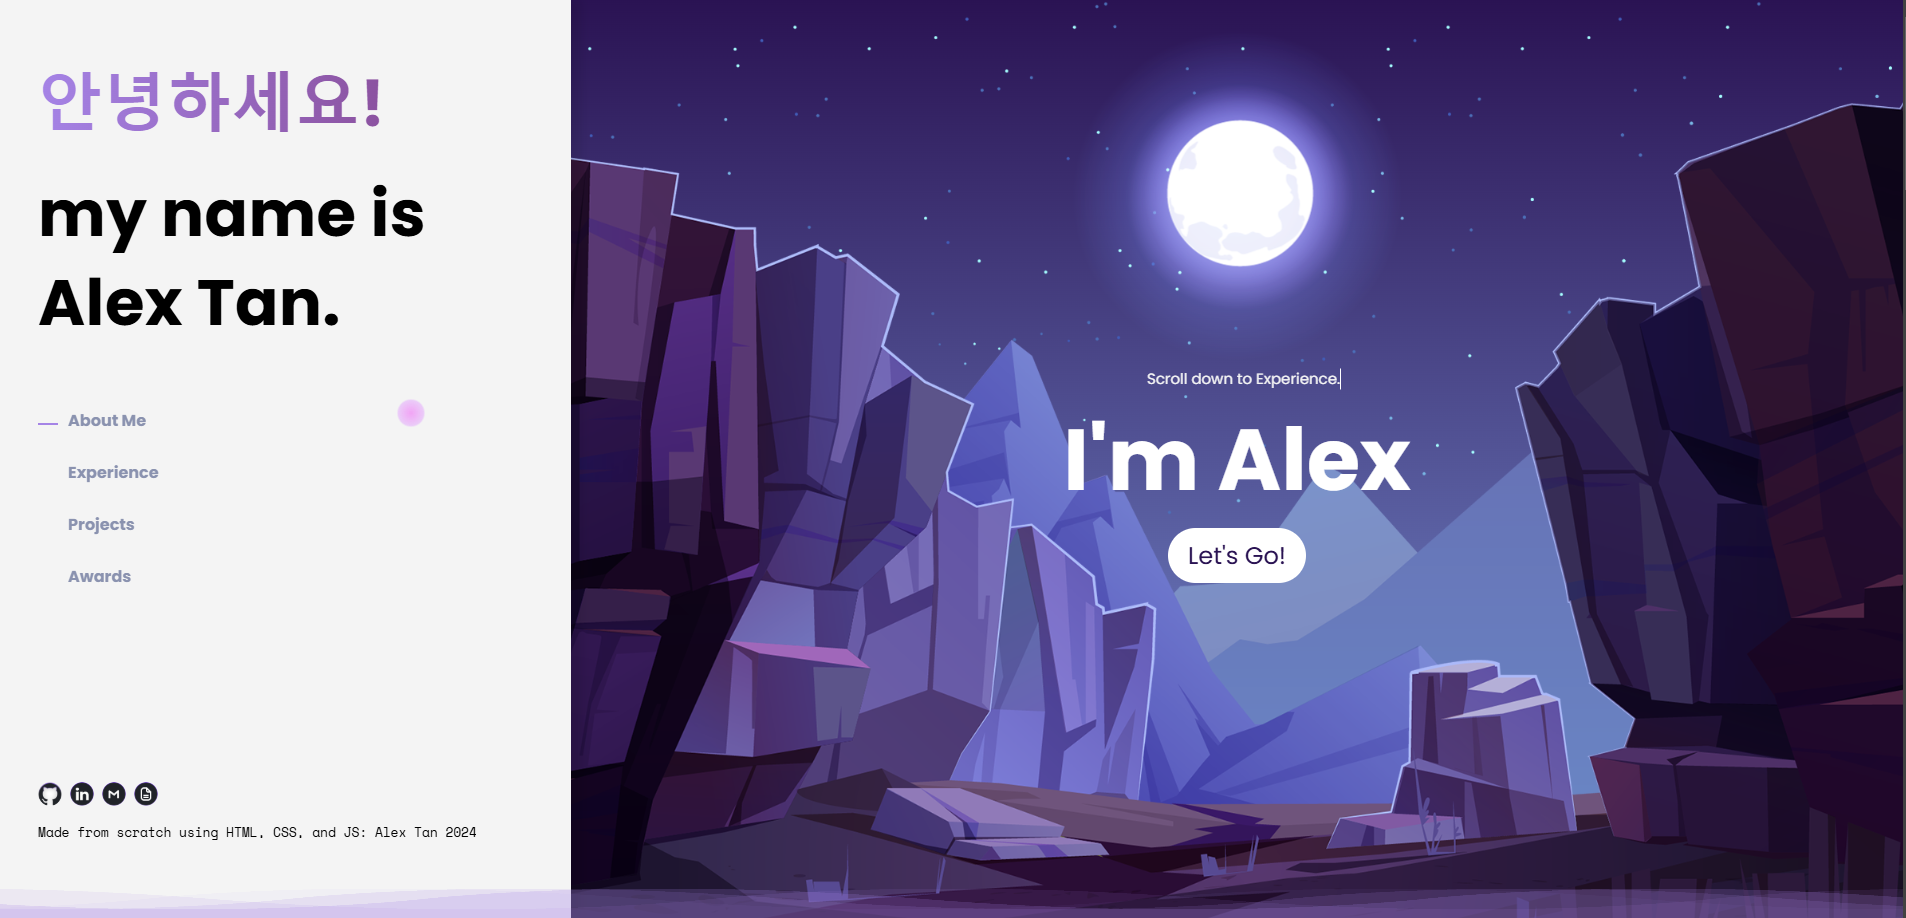 안녕하세요!
my name is
Alex Tan.
About Me
Experience
Projects
Awards
in
M
Made from scratch using HTML, CSS, and JS: Alex Tan 2024
Scroll down to Experience.
I'm Alex
Let's Go!